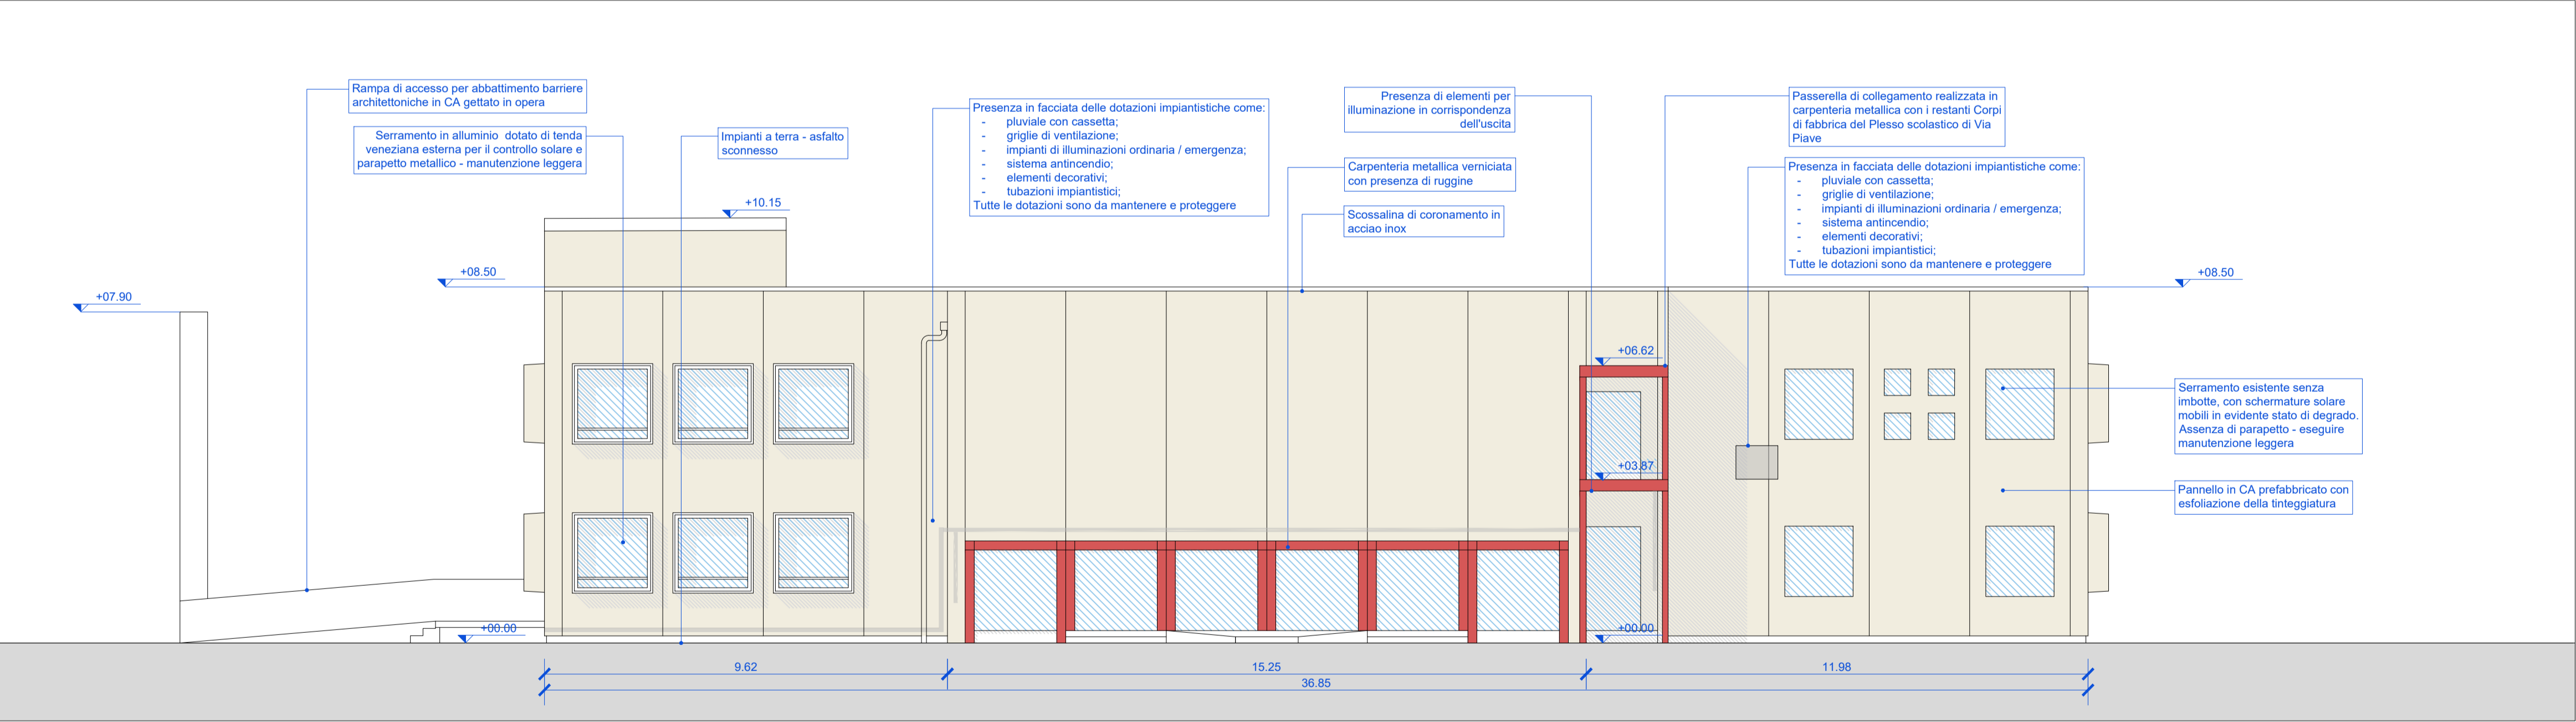 Rampa di accesso per abbattimento barriere
architettoniche in CA gettato in opera
Serramento in alluminio dotato di tenda
veneziana esterna per il controllo solare e
parapetto metallico - manutenzione leggera
Impianti a terra - asfalto
sconnesso
Presenza in facciata delle dotazioni impiantistiche come:
- pluviale con cassetta;
- griglie di ventilazione;
- impianti di illuminazioni ordinaria / emergenza;
- sistema antincendio;
- elementi decorativi;
- tubazioni impiantistici;
Tutte le dotazioni sono da mantenere e proteggere
Presenza di elementi per
illuminazione in corrispondenza
dell'uscita
Carpenteria metallica verniciata
con presenza di ruggine
Scossalina di coronamento in
acciao inox
Passerella di collegamento realizzata in
carpenteria metallica con i restanti Corpi
di fabbrica del Plesso scolastico di Via
Piave
Presenza in facciata delle dotazioni impiantistiche come:
- pluviale con cassetta;
- griglie di ventilazione;
- impianti di illuminazioni ordinaria / emergenza;
- sistema antincendio;
- elementi decorativi;
- tubazioni impiantistici;
Tutte le dotazioni sono da mantenere e proteggere
+10.15
+08.50
+07.90
+08.50
+06.62
+03.87
Serramento esistente senza
imbotte, con schermature solare
mobili in evidente stato di degrado.
Assenza di parapetto - eseguire
manutenzione leggera
Pannello in CA prefabbricato con
esfoliazione della tinteggiatura
+00.00
+00.00
9.62
15.25
11.98
36.85